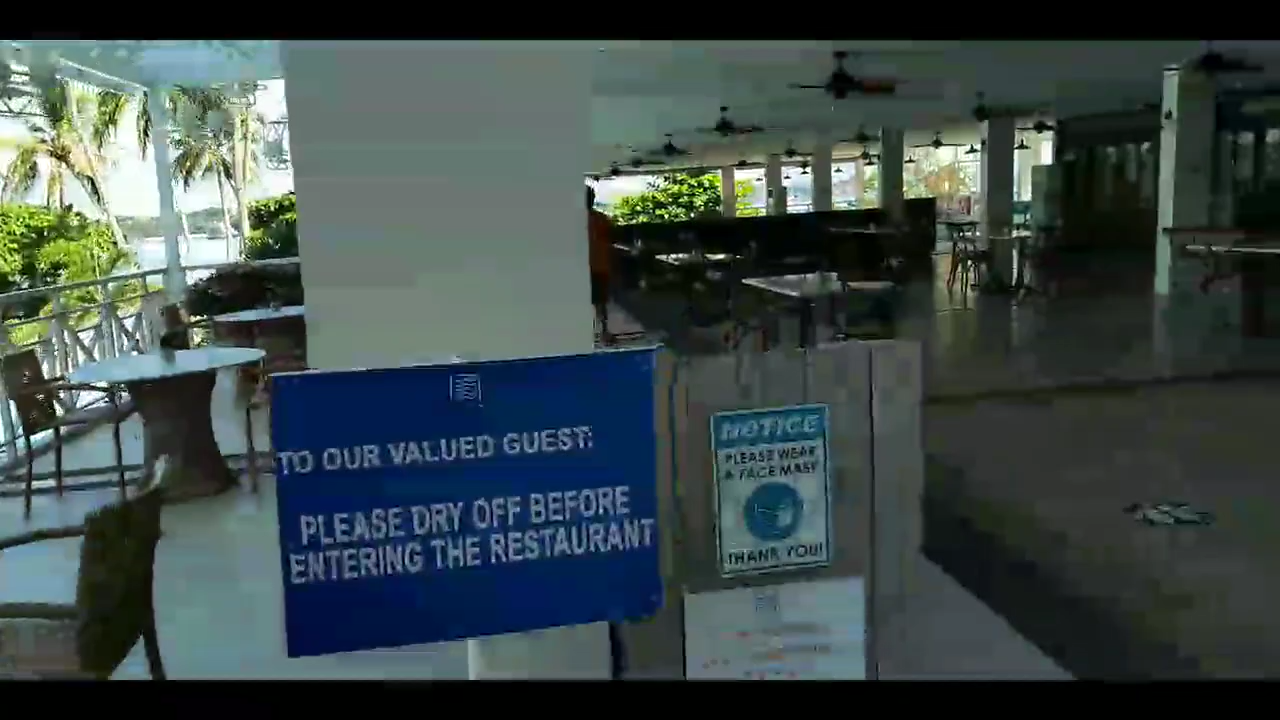 TO OUR VALUED GUEST:
PLEASE DRY OFF BEFORE
ENTERING THE RESTAURANT
NOTICE
PLEASE WEAR
A FACE MASK
THANK YOU!